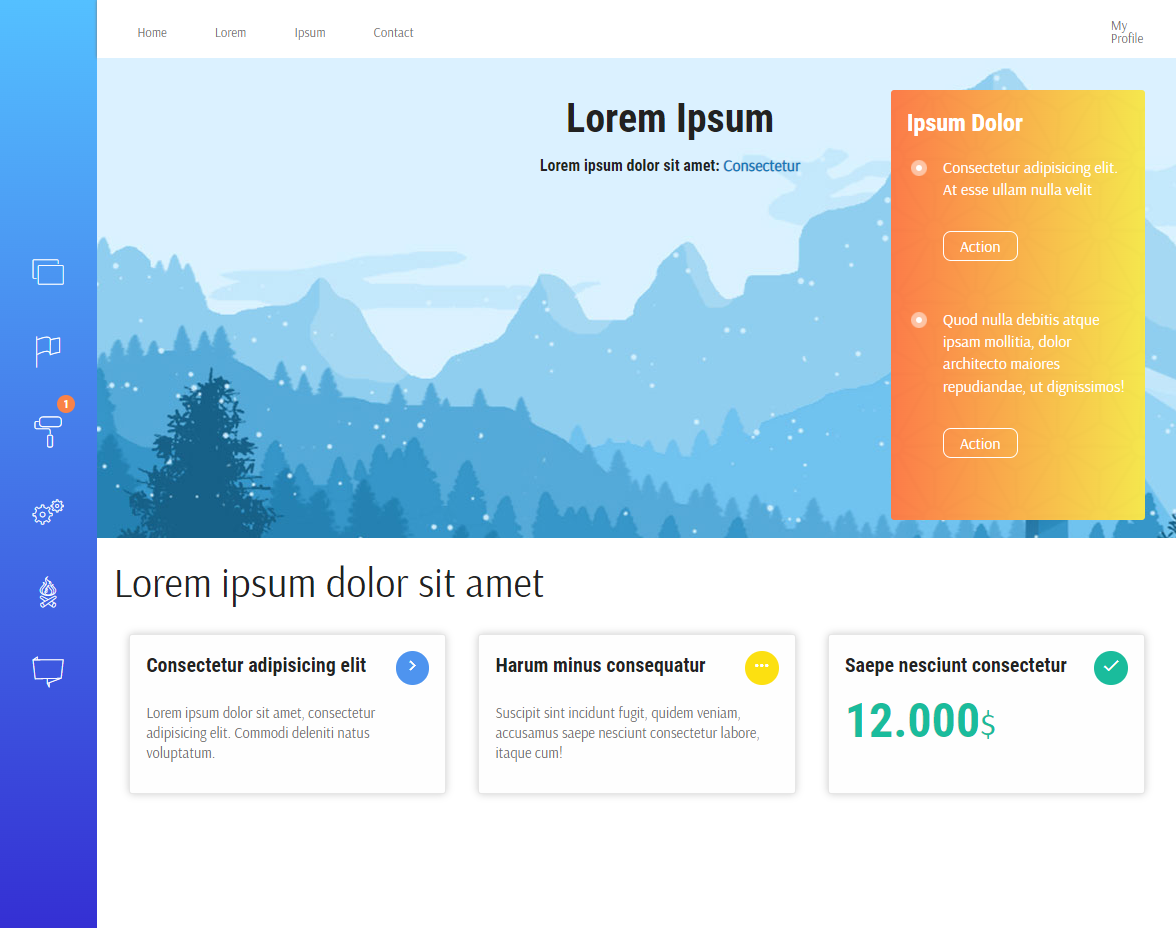 Home Lorem Ipsum Contact My Profile
Lorem Ipsum
Lorem ipsum dolor sit amet: Consectetur
Ipsum Dolor
Consectetur adipisicing elit.
At esse ullam nulla velit
Action
Quod nulla debitis atque
ipsam mollitia, dolor
architecto maiores
repudiandae, ut dignissimos!
Action
1
Lorem ipsum dolor sit amet
Consectetur adipisicing elit
Lorem ipsum dolor sit amet, consectetur
adipisicing elit. Commodi deleniti natus
voluptatum.
Harum minus consequatur
Suscipit sint incidunt fugit, quidem veniam,
accusamus saepe nesciunt consectetur labore,
itaque cum!
Saepe nesciunt consectetur
12.000$